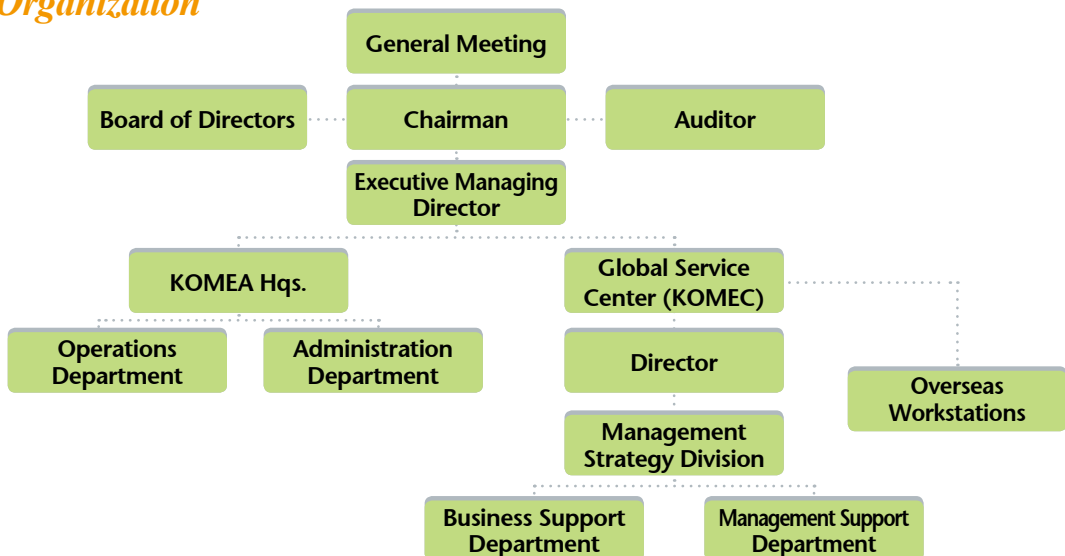 Organization
General Meeting
Board of Directors
Chairman
Auditor
Executive Managing
Director
KOMEA Hqs.
Global Service
Center (KOMEC)
Operations
Department
Administration
Department
Director
Overseas
Workstations
Management
Strategy Division
Business Support
Department
Management Support
Department